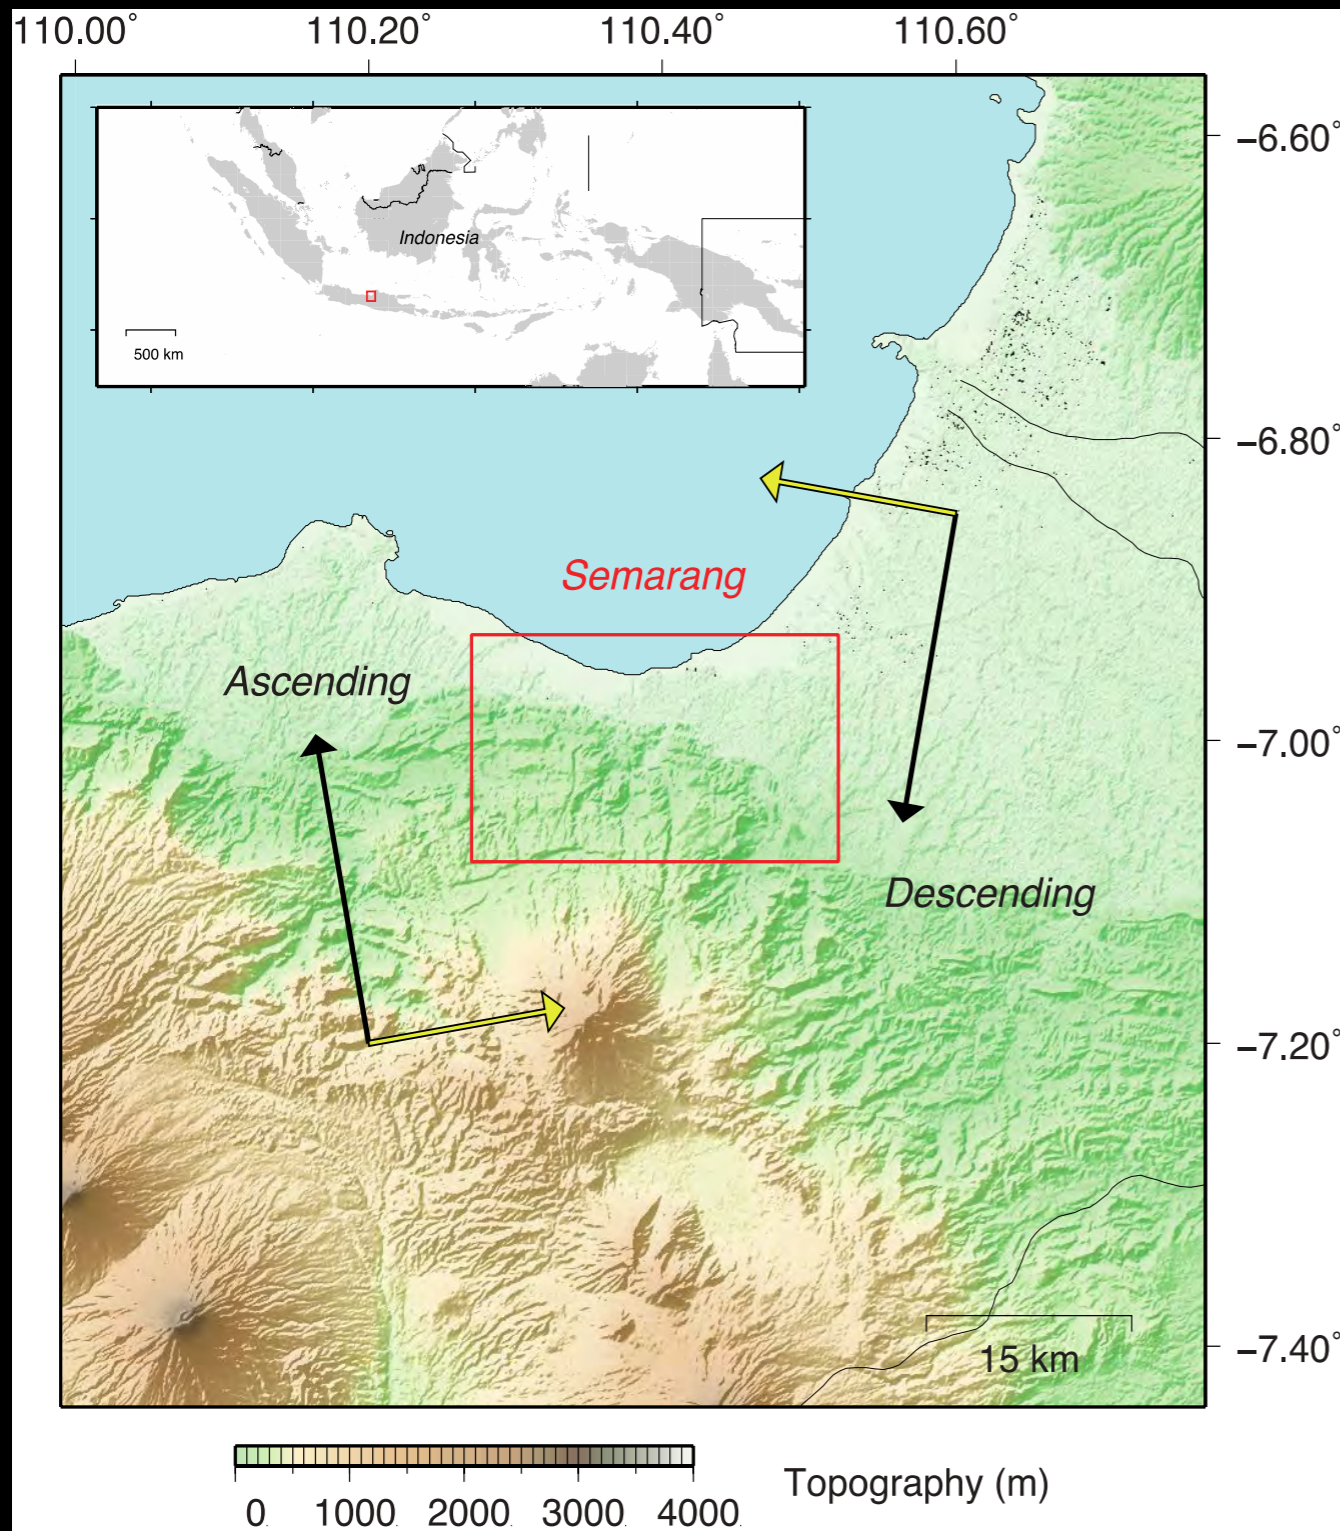 110.00° 110.20° 110.40° 110.60°
−6.60°
Indonesia
500 km
−6.80°
Semarang
Ascending
−7.00°
Descending
−7.20°
15 km
−7.40°
Topography (m)
0 1000 2000 3000 4000